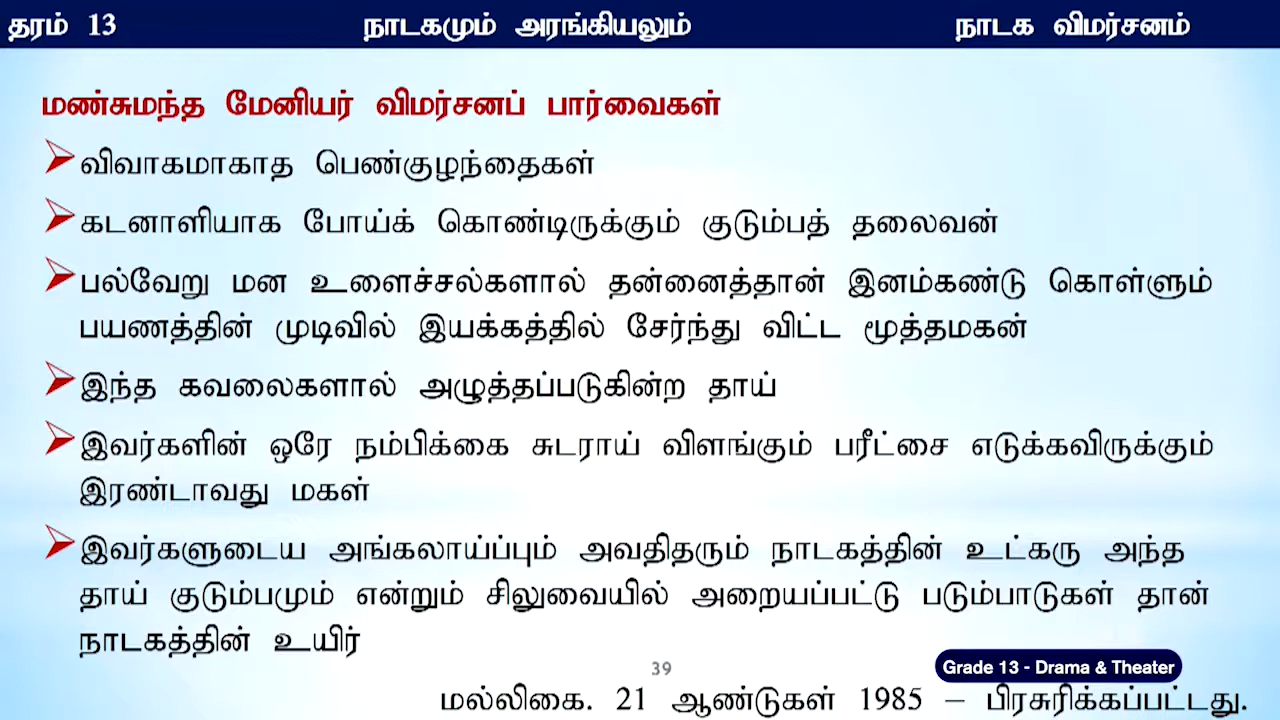 தரம் 13 நாடகமும் அரங்கியலும் நாடக விமர்சனம்
மண்சுமந்த மேனியர் விமர்சனப் பார்வைகள்
விவாகமாகாத பெண்குழந்தைகள்
கடனாளியாக போய்க் கொண்டிருக்கும் குடும்பத் தலைவன்
பல்வேறு மன உளைச்சல்களால் தன்னைத்தான் இனம்கண்டு கொள்ளும்
பயணத்தின் முடிவில் இயக்கத்தில் சேர்ந்து விட்ட மூத்தமகன்
இந்த கவலைகளால் அழுத்தப்படுகின்ற தாய்
இவர்களின் ஒரே நம்பிக்கை சுடராய் விளங்கும் பரீட்சை எடுக்கவிருக்கும்
இரண்டாவது மகள்
இவர்களுடைய அங்கலாய்ப்பும் அவதிதரும் நாடகத்தின் உட்கரு அந்த
தாய் குடும்பமும் என்றும் சிலுவையில் அறையப்பட்டு படும்பாடுகள் தான்
நாடகத்தின் உயிர்
39
Grade 13 - Drama & Theater
மல்லிகை. 21 ஆண்டுகள் 1985 – பிரசுரிக்கப்பட்டது.